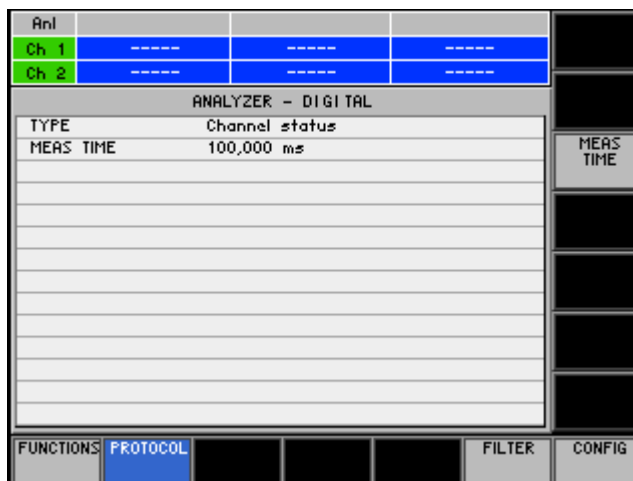 Anl
Ch 1 ----- ----- -----
Ch 2 ----- ----- -----
ANALYZER - DIGITAL
TYPE Channel status
MEAS TIME 100,000 ms
MEAS
TIME
FUNCTIONS PROTOCOL FILTER CONFIG